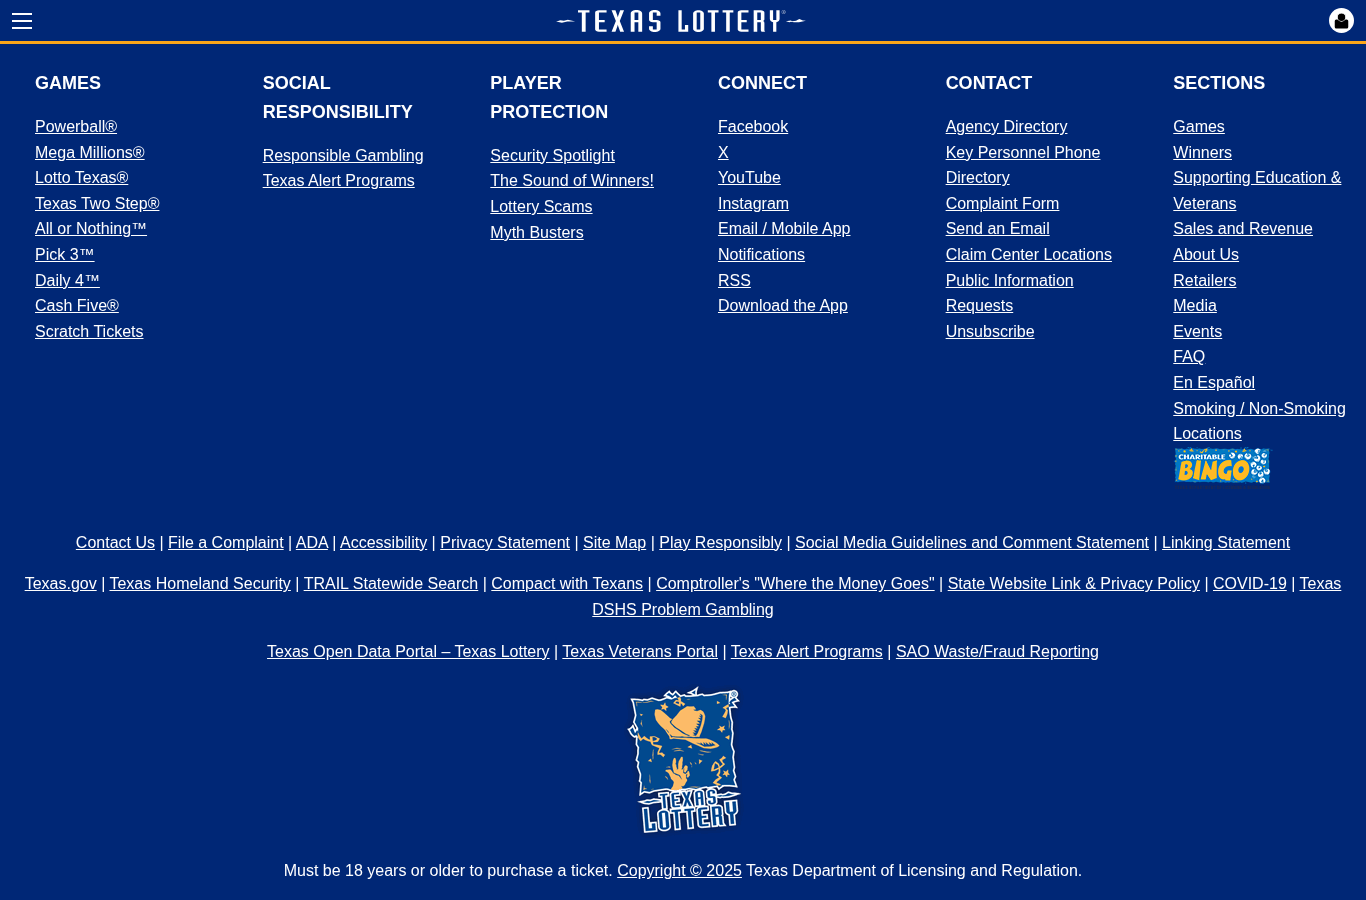 TEXAS LOTTERY®
GAMES
Powerball®
Mega Millions®
Lotto Texas®
Texas Two Step®
All or Nothing™
Pick 3™
Daily 4™
Cash Five®
Scratch Tickets
SOCIAL
RESPONSIBILITY
Responsible Gambling
Texas Alert Programs
PLAYER
PROTECTION
Security Spotlight
The Sound of Winners!
Lottery Scams
Myth Busters
CONNECT
Facebook
X
YouTube
Instagram
Email / Mobile App
Notifications
RSS
Download the App
CONTACT
Agency Directory
Key Personnel Phone
Directory
Complaint Form
Send an Email
Claim Center Locations
Public Information
Requests
Unsubscribe
SECTIONS
Games
Winners
Supporting Education &
Veterans
Sales and Revenue
About Us
Retailers
Media
Events
FAQ
En Español
Smoking / Non-Smoking
Locations
CHARITABLE
BINGO
Contact Us | File a Complaint | ADA | Accessibility | Privacy Statement | Site Map | Play Responsibly | Social Media Guidelines and Comment Statement | Linking Statement
Texas.gov | Texas Homeland Security | TRAIL Statewide Search | Compact with Texans | Comptroller's "Where the Money Goes" | State Website Link & Privacy Policy | COVID-19 | Texas
DSHS Problem Gambling
Texas Open Data Portal – Texas Lottery | Texas Veterans Portal | Texas Alert Programs | SAO Waste/Fraud Reporting
TEXAS
LOTTERY
Must be 18 years or older to purchase a ticket. Copyright © 2025 Texas Department of Licensing and Regulation.